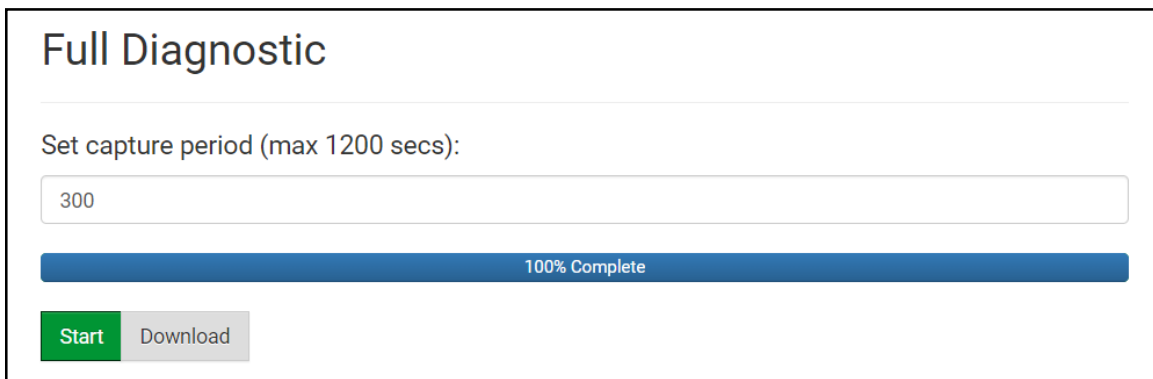 Full Diagnostic
Set capture period (max 1200 secs):
300
100% Complete
Start Download